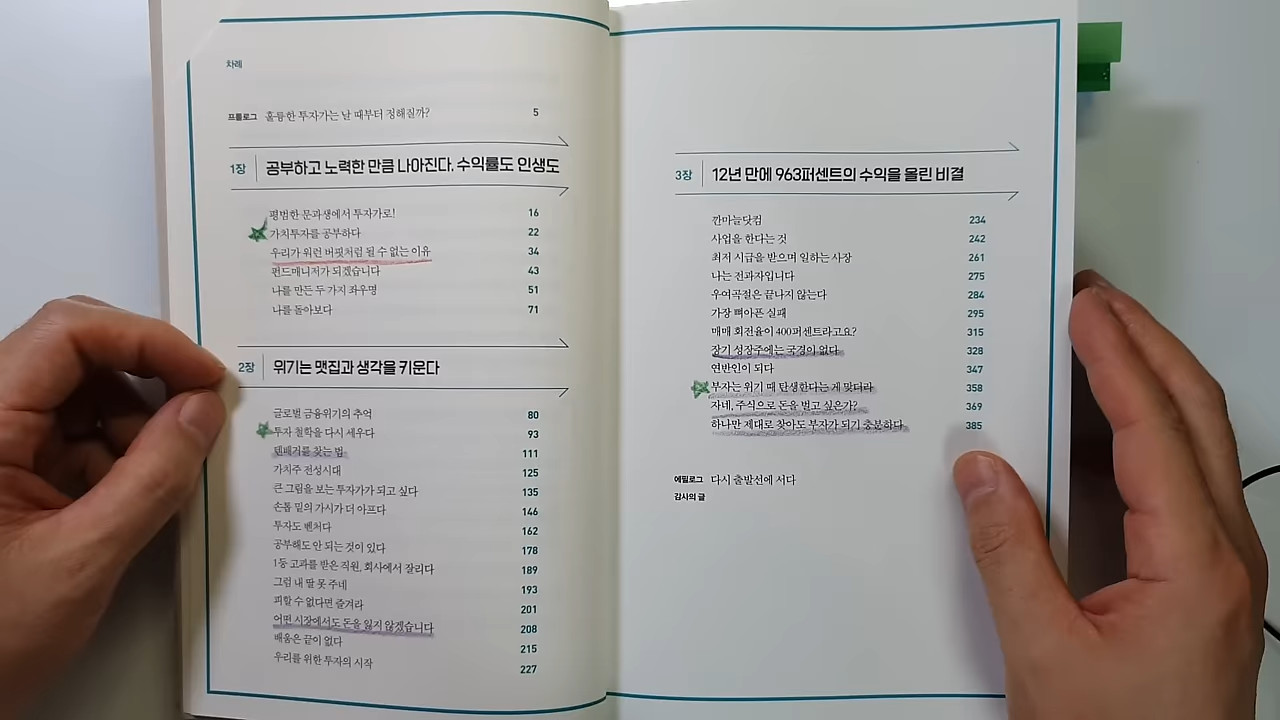 차례
프롤로그 훌륭한 투자가는 날 때부터 정해질까? 5
1장 공부하고 노력한 만큼 나아진다. 수익률도 인생도
평범한 문과생에서 투자가로! 16
가치투자를 공부하다 22
우리가 워런 버핏처럼 될 수 없는 이유 34
펀드매니저가 되겠습니다 43
나를 만든 두 가지 좌우명 51
나를 돌아보다 71
2장 위기는 맷집과 생각을 키운다
글로벌 금융위기의 추억 80
투자 철학을 다시 세우다 93
텐배거를 찾는 법 111
가치주 전성시대 125
큰 그림을 보는 투자가가 되고 싶다 135
손톱 밑의 가시가 더 아프다 146
투자도 벤처다 162
공부해도 안 되는 것이 있다 178
1등 고과를 받은 직원, 회사에서 잘리다 189
그럼 내 딸 못 주네 193
피할 수 없다면 즐겨라 201
어떤 시장에서도 돈을 잃지 않겠습니다 208
배움은 끝이 없다 215
우리를 위한 투자의 시작 227
3장 12년 만에 963퍼센트의 수익을 올린 비결
깐마늘닷컴 234
사업을 한다는 것 242
최저 시급을 받으며 일하는 사장 261
나는 전과자입니다 275
우여곡절은 끝나지 않는다 284
가장 뼈아픈 실패 295
매매 회전율이 400퍼센트라고요? 315
장기 성장주에는 국경이 없다 328
연반인이 되다 347
부자는 위기 때 탄생한다는 게 맞더라 358
자네, 주식으로 돈을 벌고 싶은가? 369
하나만 제대로 찾아도 부자가 되기 충분하다 385
에필로그 다시 출발선에 서다
감사의 글